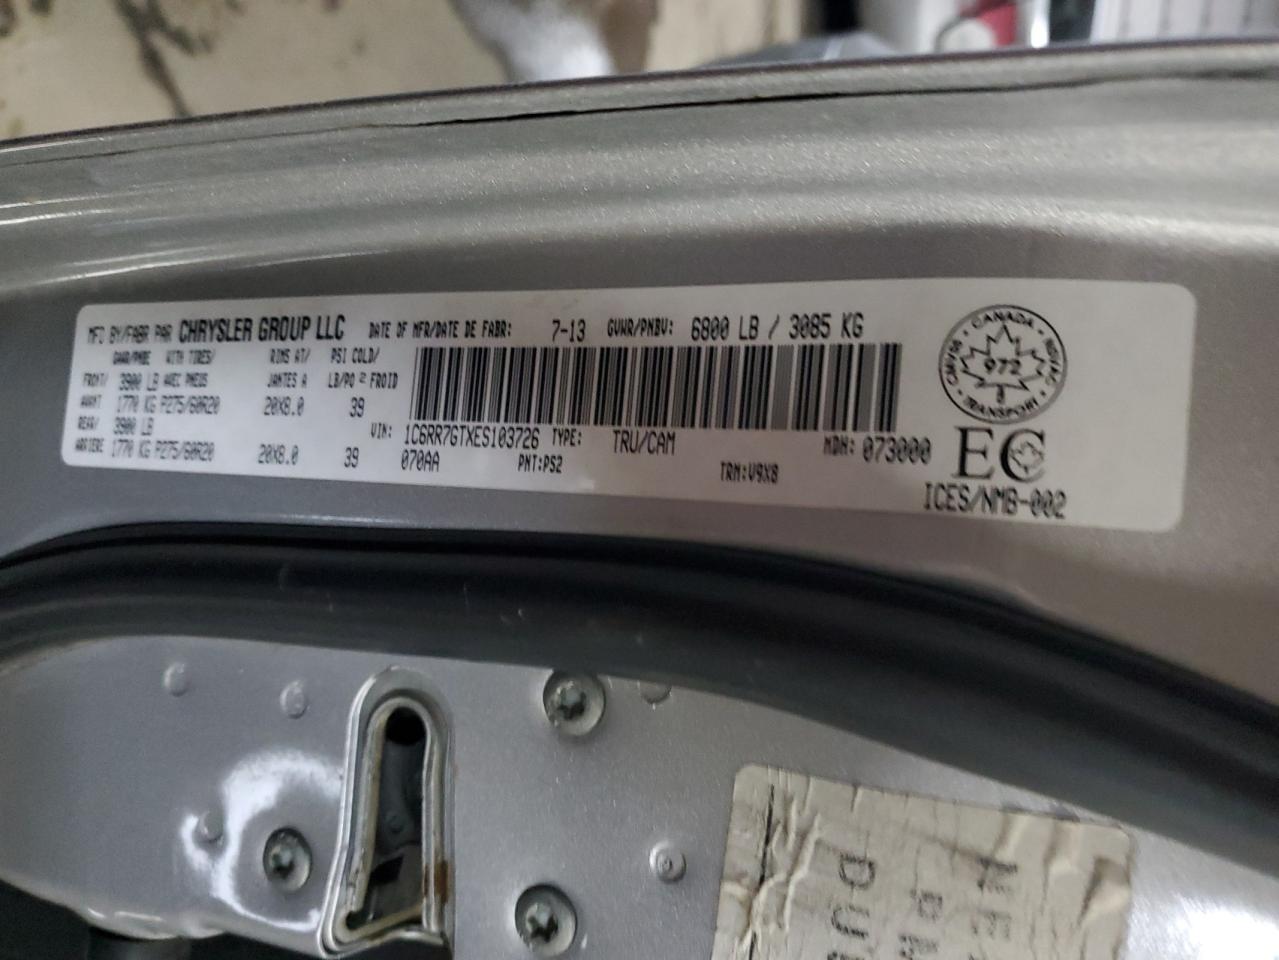 MFD BY/FABR PAR CHRYSLER GROUP LLC DATE OF MFR/DATE DE FABR: 7-13 GVWR/PNBV: 6800 LB / 3085 KG
GAWR/PNBE WITH TIRES/ RIMS AT/ PSI COLD/
FRONT/ 3900 LB AVEC PNEUS JANTES A LB/PO 2 FROID
AVANT 1770 KG P275/60R20 20X8.0 39
REAR/ 3900 LB VIN: 1C6RR7GTXES103726 TYPE: TRU/CAM MDH: 073000
ARRIERE 1770 KG P275/60R20 20X8.0 39 070AA PNT:PS2 TRM:V9X8
CANADA
CMVSS NSVAC
972
TRANSPORT
EC
ICES/NMB-002